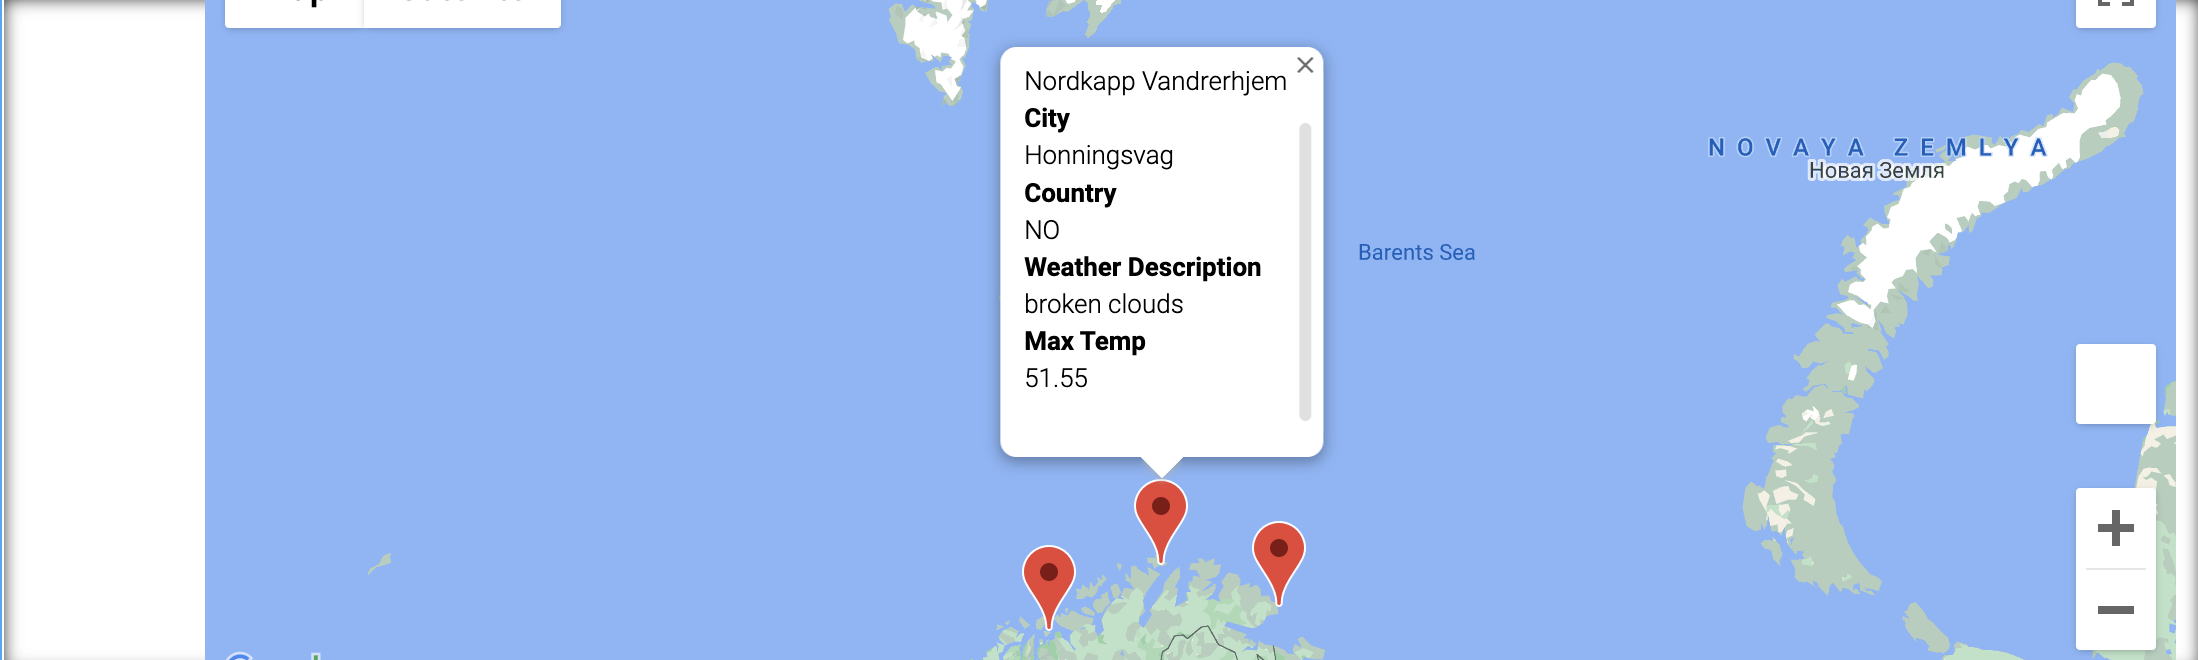 Nordkapp Vandrerhjem
City
Honningsvag
Country
NO
Weather Description
broken clouds
Max Temp
51.55
NOVAYA ZEMLYA
Новая Земля
Barents Sea